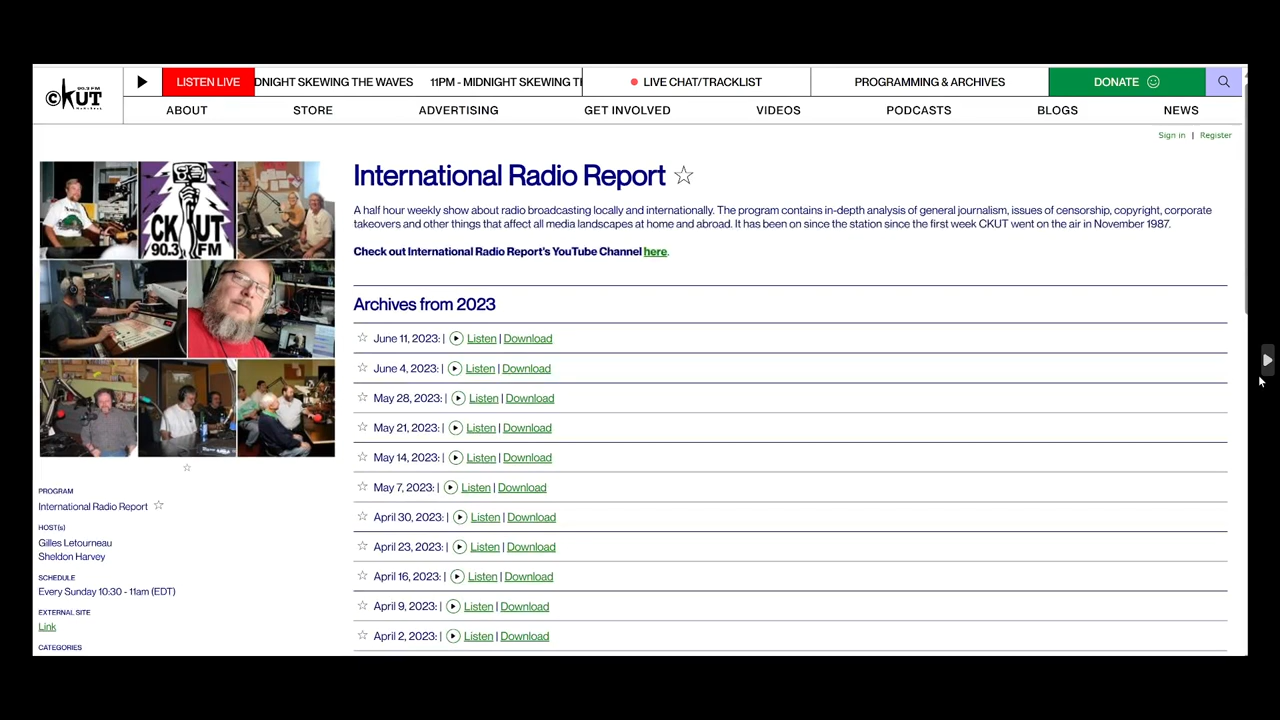 90.3 FM
©kUT
LISTEN LIVE
DNIGHT SKEWING THE WAVES 11PM - MIDNIGHT SKEWING TI
LIVE CHAT/TRACKLIST
PROGRAMMING & ARCHIVES
DONATE
ABOUT
STORE
ADVERTISING
GET INVOLVED
VIDEOS
PODCASTS
BLOGS
NEWS
Sign in | Register
CK UT
90.3 FM
PROGRAM
International Radio Report
HOST(s)
Gilles Letourneau
Sheldon Harvey
SCHEDULE
Every Sunday 10:30 - 11am (EDT)
EXTERNAL SITE
Link
CATEGORIES
International Radio Report
A half hour weekly show about radio broadcasting locally and internationally. The program contains in-depth analysis of general journalism, issues of censorship, copyright, corporate
takeovers and other things that affect all media landscapes at home and abroad. It has been on since the station since the first week CKUT went on the air in November 1987.
Check out International Radio Report's YouTube Channel here.
Archives from 2023
June 11, 2023: | Listen | Download
June 4, 2023: | Listen | Download
May 28, 2023: | Listen | Download
May 21, 2023: | Listen | Download
May 14, 2023: | Listen | Download
May 7, 2023: | Listen | Download
April 30, 2023: | Listen | Download
April 23, 2023: | Listen | Download
April 16, 2023: | Listen | Download
April 9, 2023: | Listen | Download
April 2, 2023: | Listen | Download